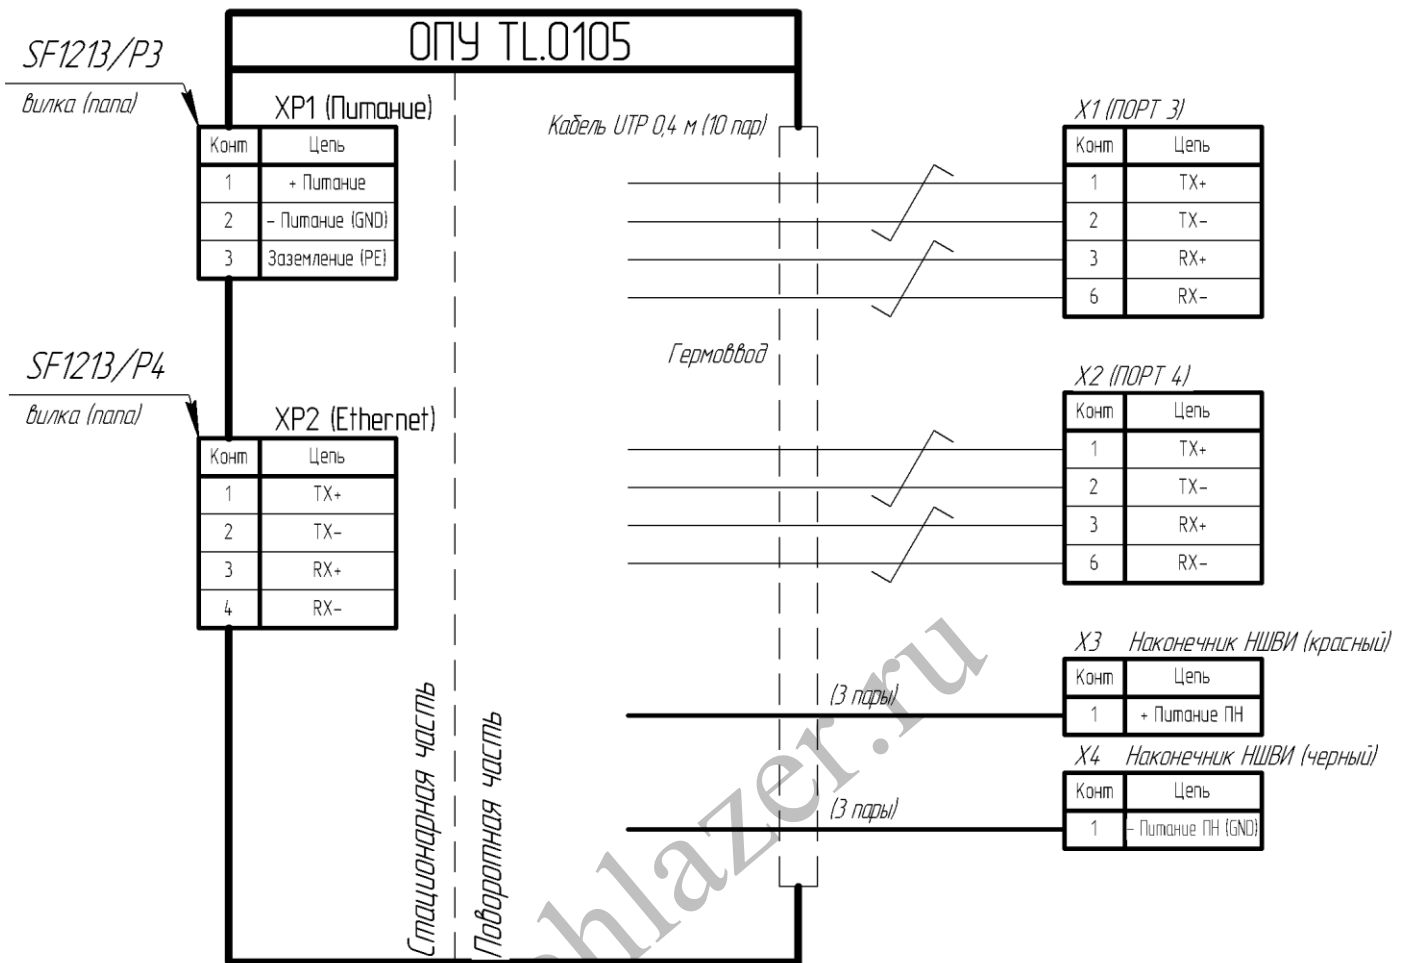 ОПУ TL.0105
SF1213/P3
вилка (папа)
XP1 (Питание)
Конт Цепь
1 + Питание
2 - Питание (GND)
3 Заземление (PE)
SF1213/P4
вилка (папа)
XP2 (Ethernet)
Конт Цепь
1 TX+
2 TX-
3 RX+
4 RX-
Стационарная часть
Поворотная часть
Кабель UTP 0,4 м (10 пар)
Гермоввод
(3 пары)
(3 пары)
X1 (ПОРТ 3)
Конт Цепь
1 TX+
2 TX-
3 RX+
6 RX-
X2 (ПОРТ 4)
Конт Цепь
1 TX+
2 TX-
3 RX+
6 RX-
X3 Наконечник НШВИ (красный)
Конт Цепь
1 + Питание ПН
X4 Наконечник НШВИ (черный)
Конт Цепь
1 - Питание ПН (GND)
hlazer.ru